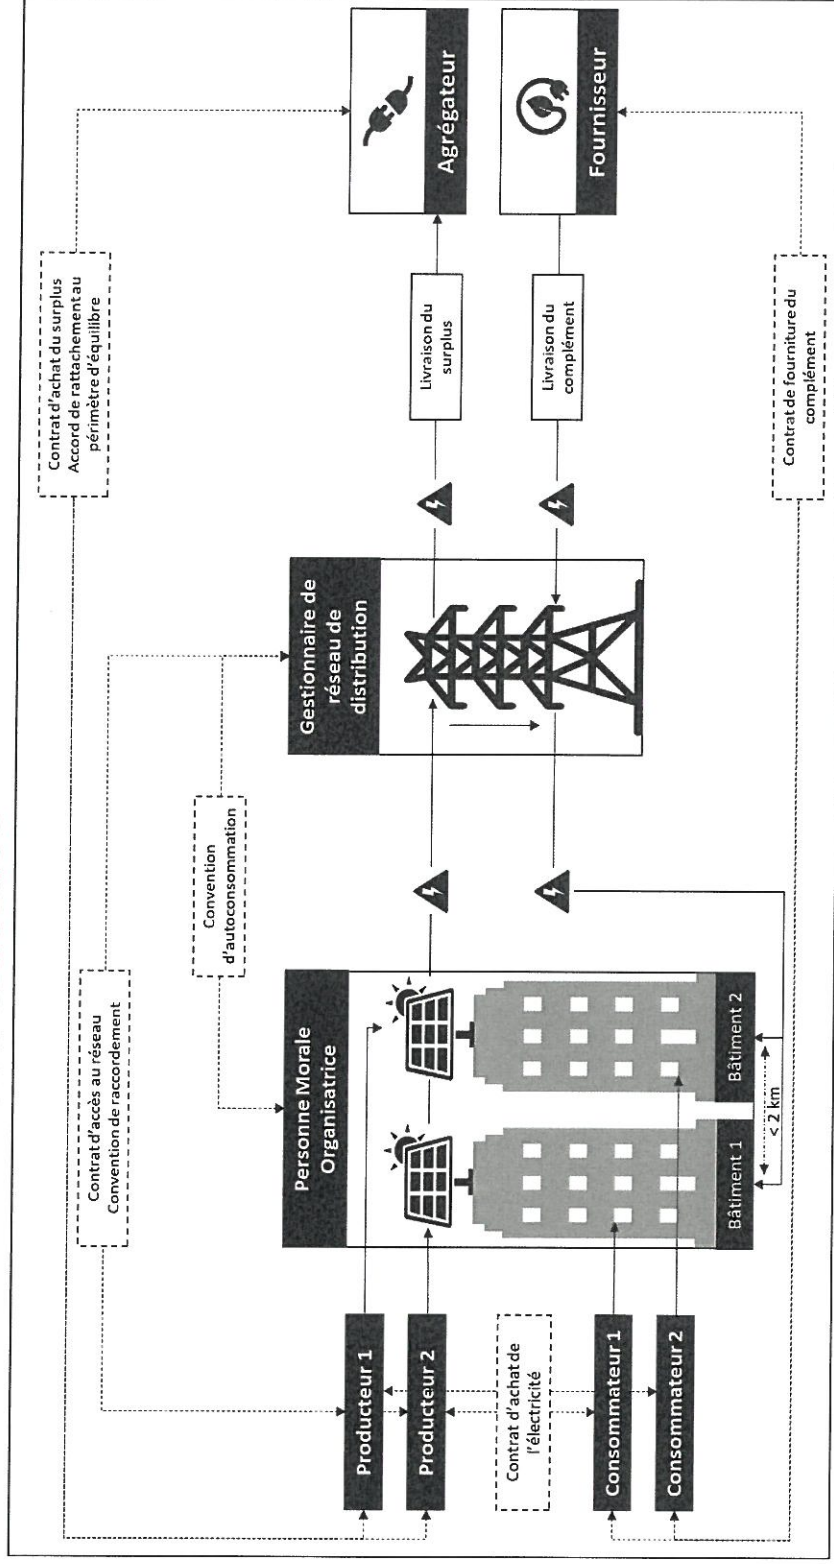 Contrat d'achat du surplus
Accord de rattachement au
périmètre d'équilibre
Contrat d'accès au réseau
Convention de raccordement
Convention
d'autoconsommation
Producteur 1
Producteur 2
Contrat d'achat de
l'électricité
Consommateur 1
Consommateur 2
Personne Morale
Organisatrice
Bâtiment 1
Bâtiment 2
< 2 km
Gestionnaire de
réseau de
distribution
Livraison du
surplus
Livraison du
complément
Agrégateur
Fournisseur
Contrat de fourniture du
complément